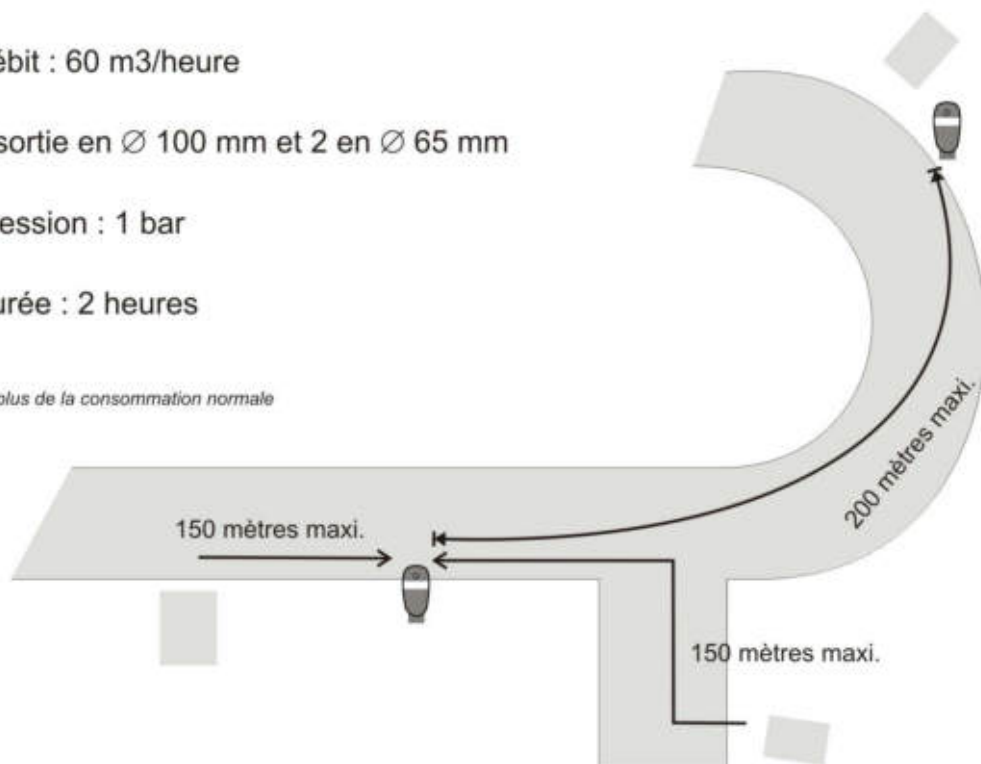 ébit : 60 m3/heure
sortie en Ø 100 mm et 2 en Ø 65 mm
ession : 1 bar
urée : 2 heures
plus de la consommation normale
200 mètres maxi.
150 mètres maxi.
150 mètres maxi.